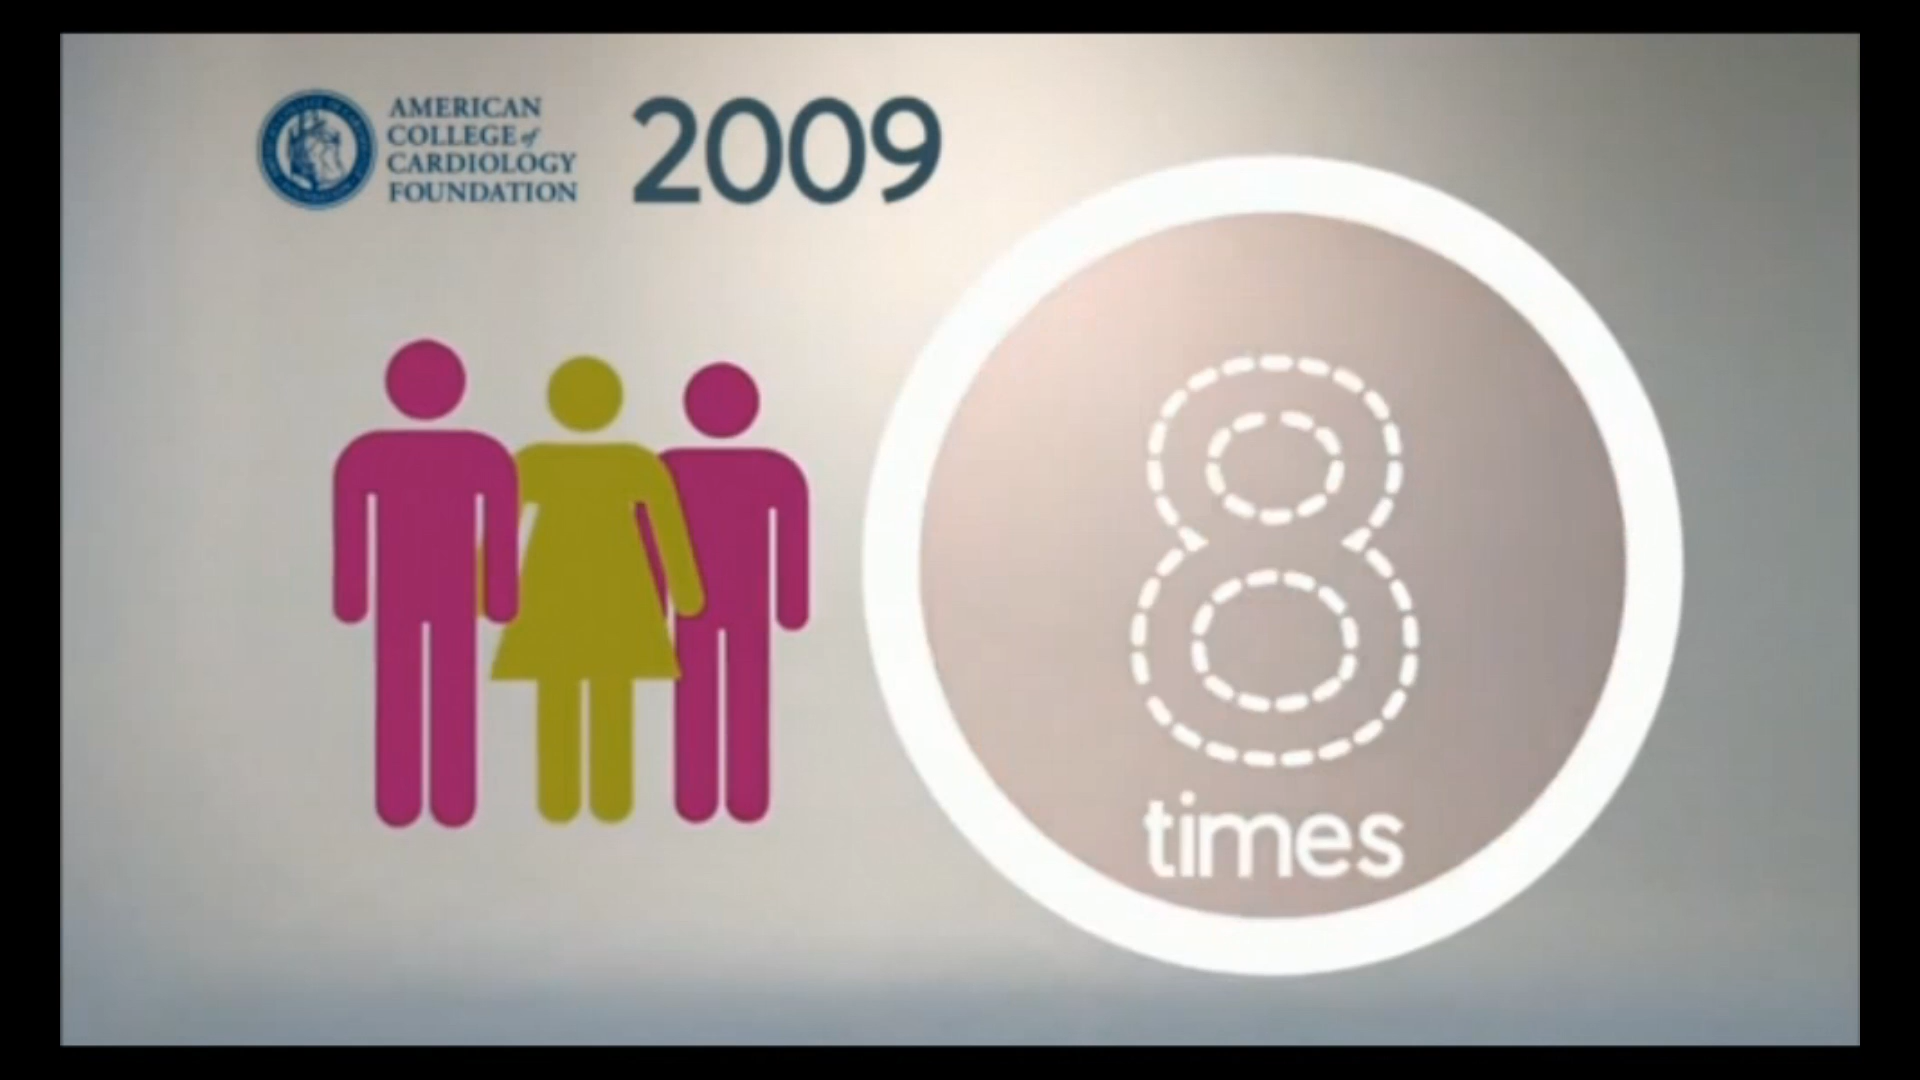 AMERICAN
COLLEGE of
CARDIOLOGY
FOUNDATION
2009
8
times